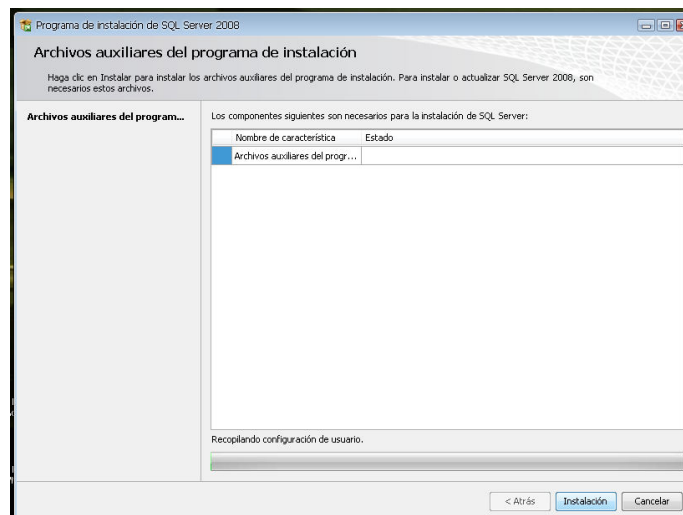 Programa de instalación de SQL Server 2008
Archivos auxiliares del programa de instalación
Haga clic en Instalar para instalar los archivos auxiliares del programa de instalación. Para instalar o actualizar SQL Server 2008, son
necesarios estos archivos.
Archivos auxiliares del program...
Los componentes siguientes son necesarios para la instalación de SQL Server:
Nombre de característica Estado
Archivos auxiliares del progr...
Recopilando configuración de usuario.
< Atrás Instalación Cancelar